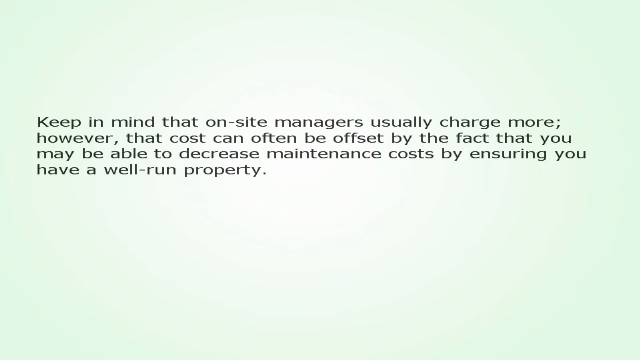 Keep in mind that on-site managers usually charge more;
however, that cost can often be offset by the fact that you
may be able to decrease maintenance costs by ensuring you
have a well-run property.